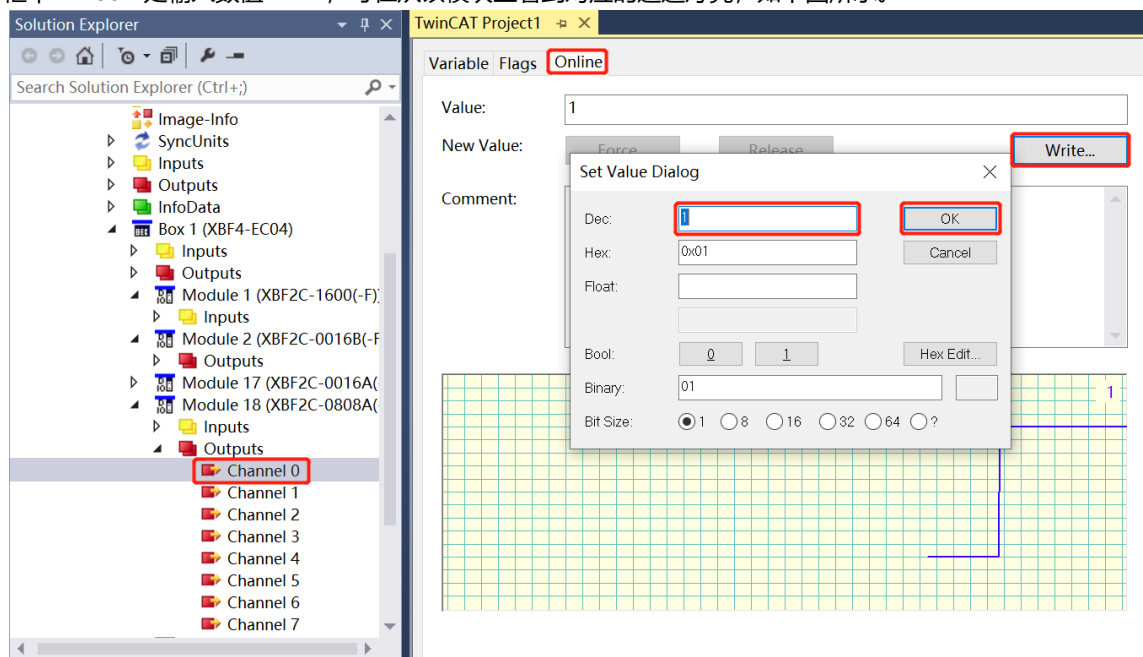 Solution Explorer
Search Solution Explorer (Ctrl+;)
Image-Info
SyncUnits
Inputs
Outputs
InfoData
Box 1 (XBF4-EC04)
Inputs
Outputs
Module 1 (XBF2C-1600(-F))
Inputs
Module 2 (XBF2C-0016B(-F
Outputs
Module 17 (XBF2C-0016A(
Module 18 (XBF2C-0808A(
Inputs
Outputs
Channel 0
Channel 1
Channel 2
Channel 3
Channel 4
Channel 5
Channel 6
Channel 7
TwinCAT Project1
Variable Flags Online
Value: 1
New Value: Force Release Write...
Comment:
Set Value Dialog
Dec: 1 OK
Hex: 0x01 Cancel
Float:
Bool: 0 1 Hex Edit...
Binary: 01
Bit Size: 1 8 16 32 64 ?
1